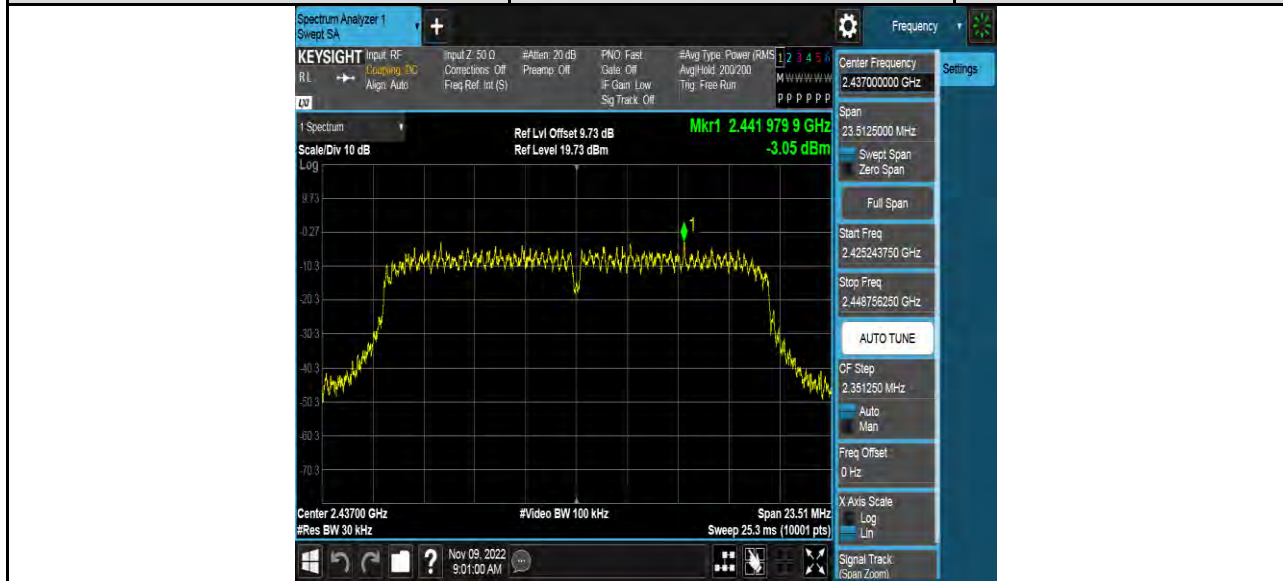 Spectrum Analyzer 1
Swept SA
+
Frequency
KEYSIGHT
RL
LXI
Input: RF
Coupling: DC
Align: Auto
Input Z: 50 Ω
Corrections: Off
Freq Ref: Int (S)
#Atten: 20 dB
Preamp: Off
PNO: Fast
Gate: Off
IF Gain: Low
Sig Track: Off
#Avg Type: Power (RMS
Avg|Hold: 200/200
Trig: Free Run
1 2 3 4 5 6
M W W W W W
P P P P P P
1 Spectrum
Scale/Div 10 dB
Log
Ref Lvl Offset 9.73 dB
Ref Level 19.73 dBm
Mkr1 2.441 979 9 GHz
-3.05 dBm
9.73
-0.27
-10.3
-20.3
-30.3
-40.3
-50.3
-60.3
-70.3
1
Center 2.43700 GHz
#Res BW 30 kHz
#Video BW 100 kHz
Span 23.51 MHz
Sweep 25.3 ms (10001 pts)
?
Nov 09, 2022
9:01:00 AM
Center Frequency
2.437000000 GHz
Span
23.5125000 MHz
Swept Span
Zero Span
Full Span
Start Freq
2.425243750 GHz
Stop Freq
2.448756250 GHz
AUTO TUNE
CF Step
2.351250 MHz
Auto
Man
Freq Offset
0 Hz
X Axis Scale
Log
Lin
Signal Track
(Span Zoom)
Settings